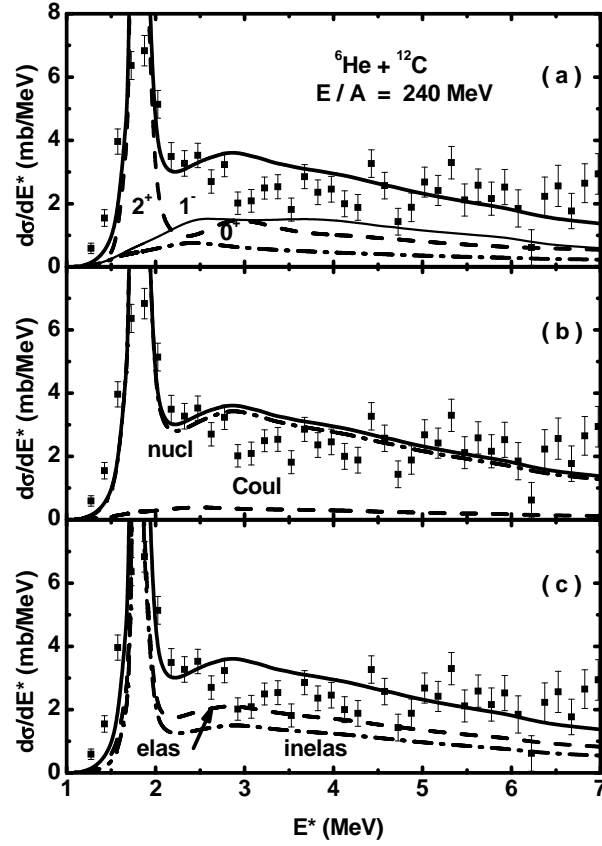 8
6
4
2
0
dσ/dE* (mb/MeV)
⁶He + ¹²C
E / A = 240 MeV
( a )
2⁺
1⁻
0⁺
6
4
2
0
dσ/dE* (mb/MeV)
( b )
nucl
Coul
6
4
2
0
dσ/dE* (mb/MeV)
( c )
elas
inelas
1 2 3 4 5 6 7
E* (MeV)